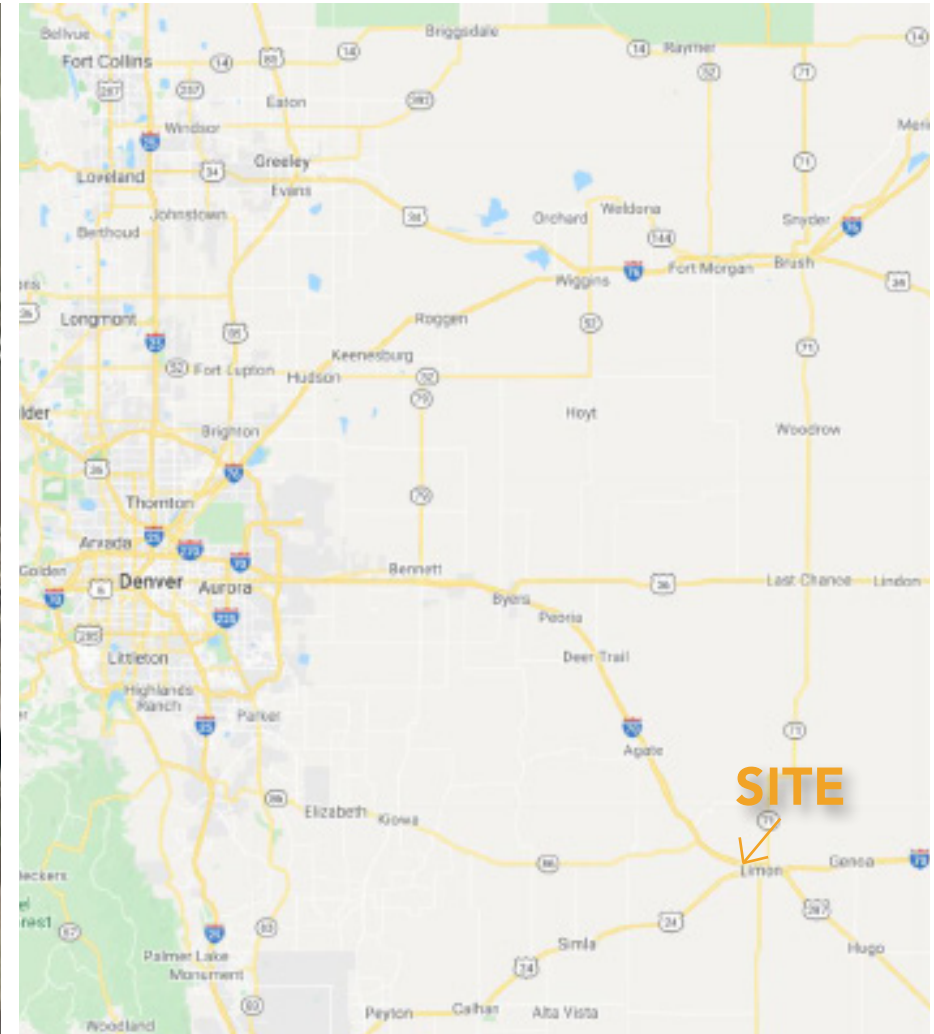 Bellvue
Briggsdale
14
14
14
85
14
Raymer
Fort Collins
287
257
52
71
Eaton
392
Windsor
25
71
34
Greeley
Loveland
Evans
Johnstown
34
Weldona
Orchard
Snyder
76
Berthoud
144
76
Fort Morgan
Brush
Wiggins
34
Longmont
Roggen
52
85
25
71
Keenesburg
52
Fort Lupton
Hudson
52
79
Hoyt
Woodrow
Brighton
36
76
79
Thornton
25
Arvada
270
70
Golden
Denver
6
Aurora
Bennett
36
Last Chance
Lindon
70
Byers
225
Peoria
285
Littleton
Deer Trail
Highlands
Ranch
Parker
25
70
71
Agate
SITE
86
Elizabeth
Kiowa
71
86
Genoa
70
Limon
eckers
287
24
67
83
25
Simla
Hugo
Palmer Lake
Monument
24
83
Peyton
Calhan
Alta Vista
Woodland